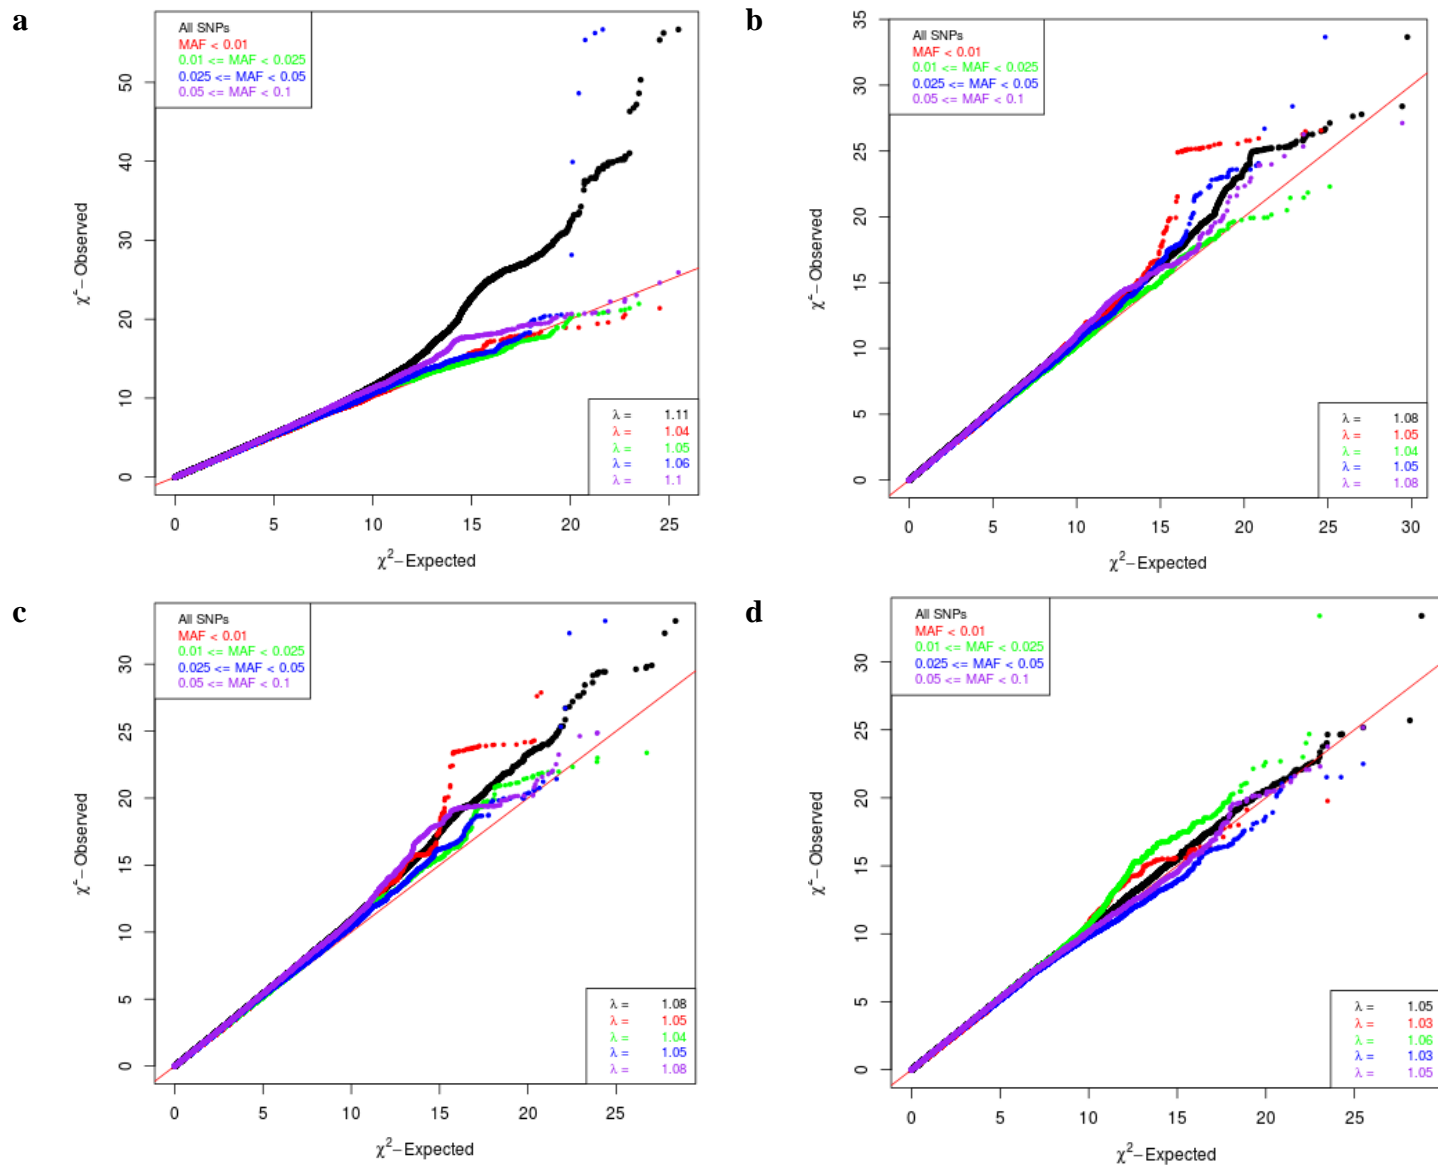 a
All SNPs
MAF < 0.01
0.01 <= MAF < 0.025
0.025 <= MAF < 0.05
0.05 <= MAF < 0.1
50
40
30
20
10
0
χ²−Observed
λ = 1.11
λ = 1.04
λ = 1.05
λ = 1.06
λ = 1.1
0 5 10 15 20 25
χ²−Expected
b
All SNPs
MAF < 0.01
0.01 <= MAF < 0.025
0.025 <= MAF < 0.05
0.05 <= MAF < 0.1
35
30
25
20
15
10
5
0
χ²−Observed
λ = 1.08
λ = 1.05
λ = 1.04
λ = 1.05
λ = 1.08
0 5 10 15 20 25 30
χ²−Expected
c
All SNPs
MAF < 0.01
0.01 <= MAF < 0.025
0.025 <= MAF < 0.05
0.05 <= MAF < 0.1
30
25
20
15
10
5
0
χ²−Observed
λ = 1.08
λ = 1.05
λ = 1.04
λ = 1.05
λ = 1.08
0 5 10 15 20 25
χ²−Expected
d
All SNPs
MAF < 0.01
0.01 <= MAF < 0.025
0.025 <= MAF < 0.05
0.05 <= MAF < 0.1
30
25
20
15
10
5
0
χ²−Observed
λ = 1.05
λ = 1.03
λ = 1.06
λ = 1.03
λ = 1.05
0 5 10 15 20 25
χ²−Expected